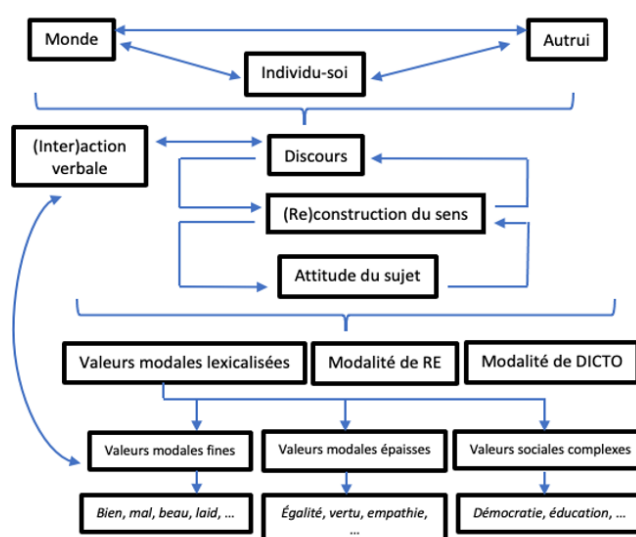 Monde
Autrui
Individu-soi
(Inter)action
verbale
Discours
(Re)construction du sens
Attitude du sujet
Valeurs modales lexicalisées
Modalité de RE
Modalité de DICTO
Valeurs modales fines
Valeurs modales épaisses
Valeurs sociales complexes
Bien, mal, beau, laid, ...
Égalité, vertu, empathie,
...
Démocratie, éducation, ...